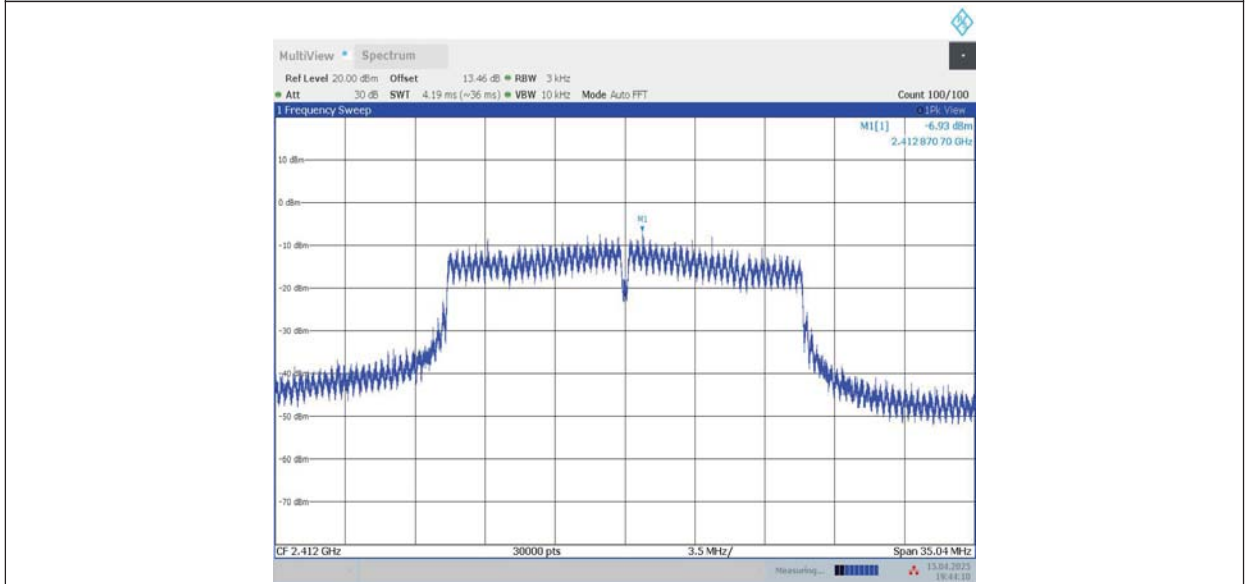 MultiView Spectrum
Ref Level 20.00 dBm Offset 13.46 dB RBW 3 kHz
Att 30 dB SWT 4.19 ms (~36 ms) VBW 10 kHz Mode Auto FFT Count 100/100
1 Frequency Sweep 1Pk View
M1[1] -6.93 dBm
2.412 870 70 GHz
10 dBm
0 dBm
M1
-10 dBm
-20 dBm
-30 dBm
-40 dBm
-50 dBm
-60 dBm
-70 dBm
CF 2.412 GHz 30000 pts 3.5 MHz/ Span 35.04 MHz
Measuring... 15.04.2025
19:44:10